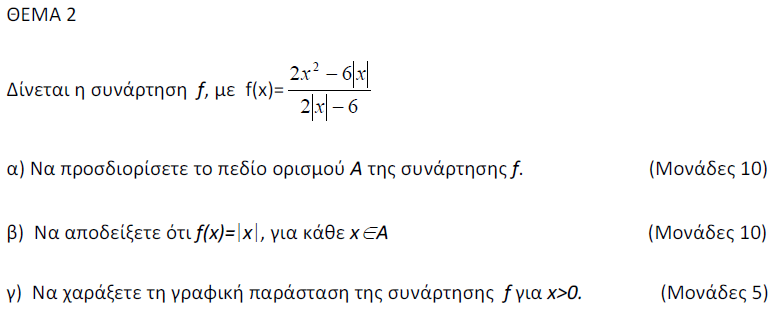 ΘΕΜΑ 2
Δίνεται η συνάρτηση f, με f(x)=\frac{2x^2-6|x|}{2|x|-6}
α) Να προσδιορίσετε το πεδίο ορισμού Α της συνάρτησης f. (Μονάδες 10)
β) Να αποδείξετε ότι f(x)=|x|, για κάθε x∈A (Μονάδες 10)
γ) Να χαράξετε τη γραφική παράσταση της συνάρτησης f για x>0. (Μονάδες 5)